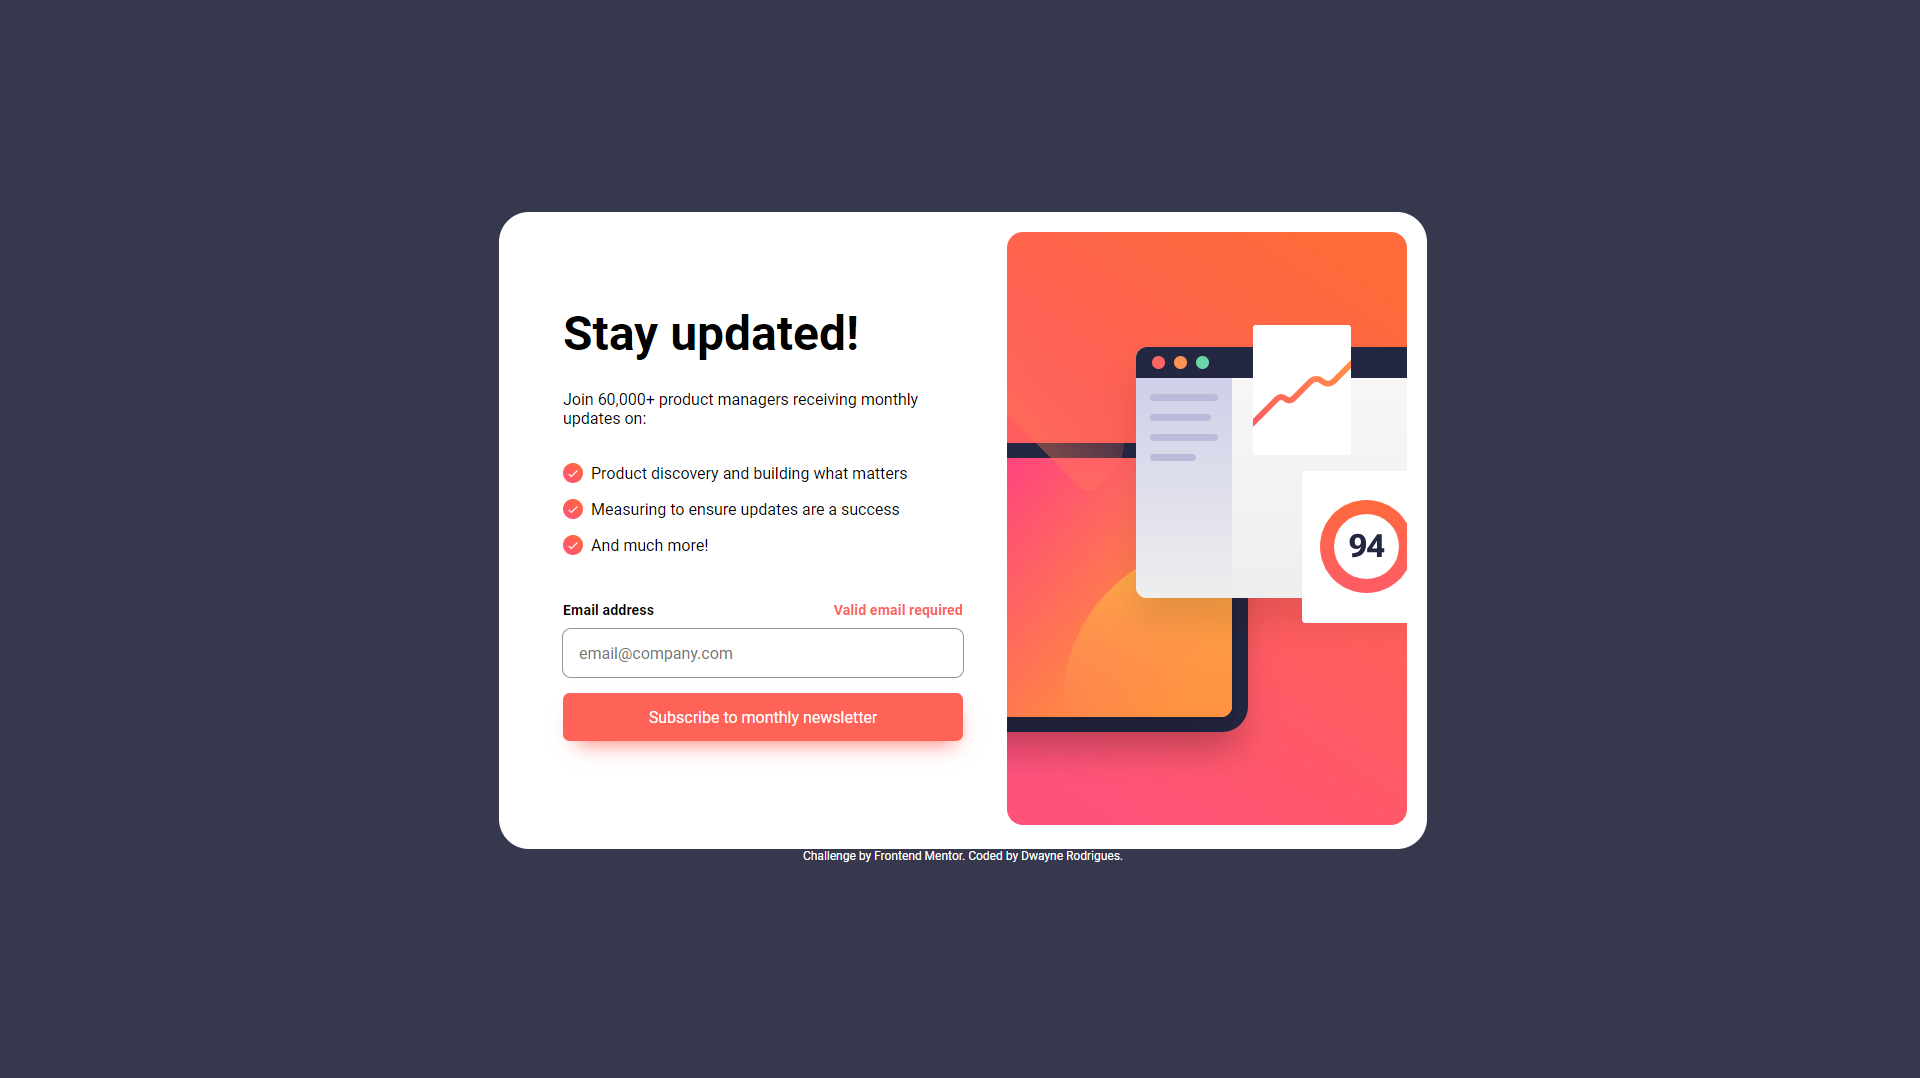 Stay updated!
Join 60,000+ product managers receiving monthly
updates on:
Product discovery and building what matters
Measuring to ensure updates are a success
And much more!
Email address
Valid email required
email@company.com
Subscribe to monthly newsletter
94
Challenge by Frontend Mentor. Coded by Dwayne Rodrigues.